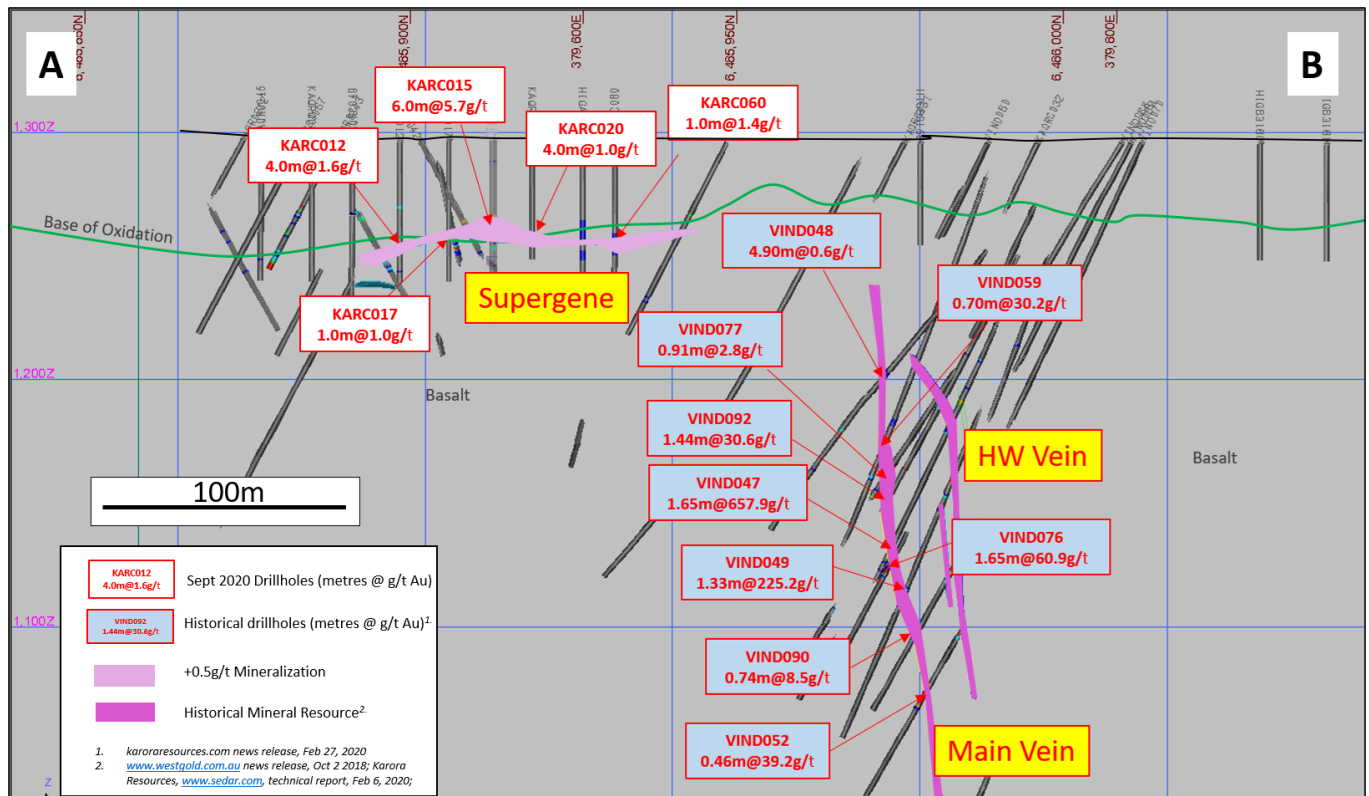 A
B
485,900N
379,600E
6,485,950N
6,486,000N
379,800E
KARC015
6.0m@5.7g/t
KARC020
4.0m@1.0g/t
KARC060
1.0m@1.4g/t
KARC012
4.0m@1.6g/t
1,300Z
Base of Oxidation
VIND048
4.90m@0.6g/t
VIND059
0.70m@30.2g/t
Supergene
KARC017
1.0m@1.0g/t
VIND077
0.91m@2.8g/t
1,200Z
Basalt
VIND092
1.44m@30.6g/t
HW Vein
Basalt
VIND047
1.65m@657.9g/t
100m
VIND076
1.65m@60.9g/t
VIND049
1.33m@225.2g/t
1,100Z
VIND090
0.74m@8.5g/t
VIND052
0.46m@39.2g/t
Main Vein
KARC012
4.0m@1.6g/t
Sept 2020 Drillholes (metres @ g/t Au)
VIND092
1.44m@30.6g/t
Historical drillholes (metres @ g/t Au)1.
+0.5g/t Mineralization
Historical Mineral Resource2.
1. karoraresources.com news release, Feb 27, 2020
2. www.westgold.com.au news release, Oct 2 2018; Karora
Resources, www.sedar.com, technical report, Feb 6, 2020;
Z